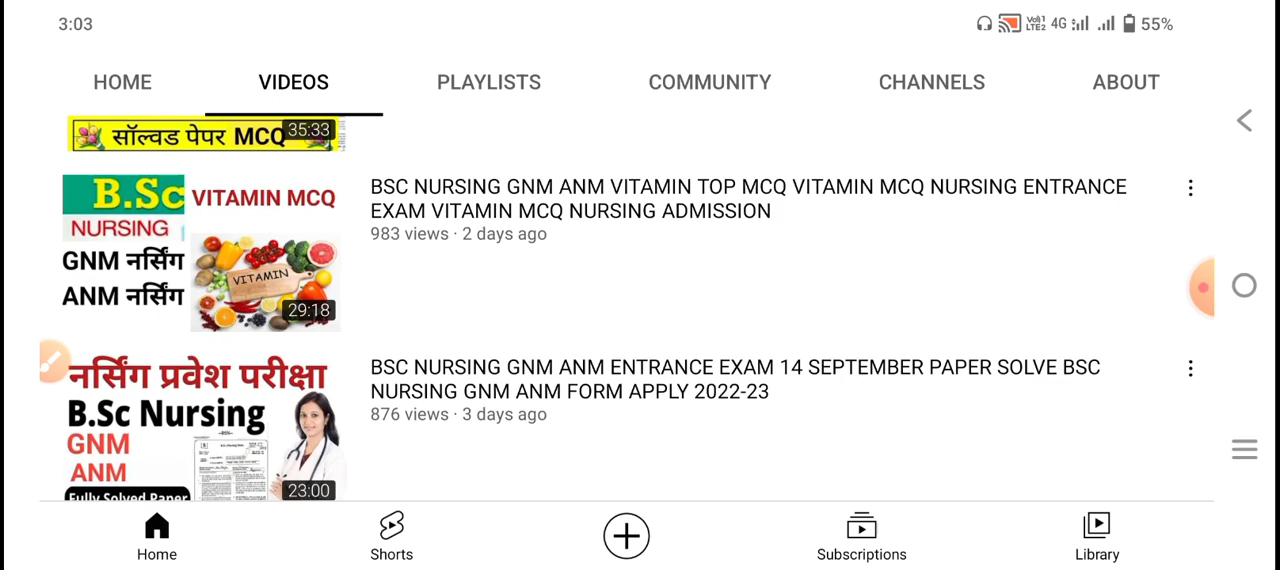 3:03
Vo)) 1
LTE2
4G
55%
HOME
VIDEOS
PLAYLISTS
COMMUNITY
CHANNELS
ABOUT
सॉल्वड पेपर MCQ
35:33
B.Sc
NURSING
GNM नर्सिंग
ANM नर्सिंग
VITAMIN MCQ
VITAMIN
29:18
BSC NURSING GNM ANM VITAMIN TOP MCQ VITAMIN MCQ NURSING ENTRANCE
EXAM VITAMIN MCQ NURSING ADMISSION
983 views · 2 days ago
नर्सिंग प्रवेश परीक्षा
B.Sc Nursing
GNM
ANM
Fully Solved Paper
23:00
BSC NURSING GNM ANM ENTRANCE EXAM 14 SEPTEMBER PAPER SOLVE BSC
NURSING GNM ANM FORM APPLY 2022-23
876 views · 3 days ago
Home
Shorts
Subscriptions
Library